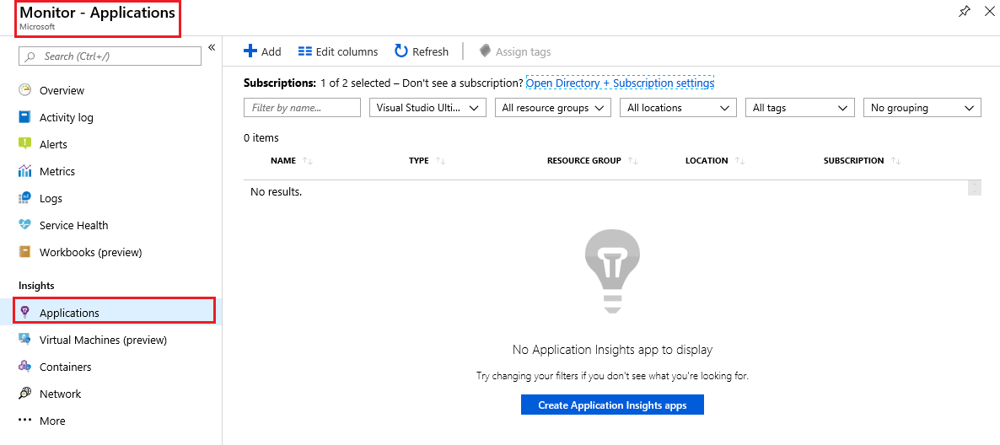 Monitor - Applications
Microsoft
Search (Ctrl+/)
Overview
Activity log
Alerts
Metrics
Logs
Service Health
Workbooks (preview)
Insights
Applications
Virtual Machines (preview)
Containers
Network
More
Add
Edit columns
Refresh
Assign tags
Subscriptions: 1 of 2 selected – Don't see a subscription? Open Directory + Subscription settings
Filter by name...
Visual Studio Ulti...
All resource groups
All locations
All tags
No grouping
0 items
NAME TYPE RESOURCE GROUP LOCATION SUBSCRIPTION
No results.
No Application Insights app to display
Try changing your filters if you don't see what you're looking for.
Create Application Insights apps